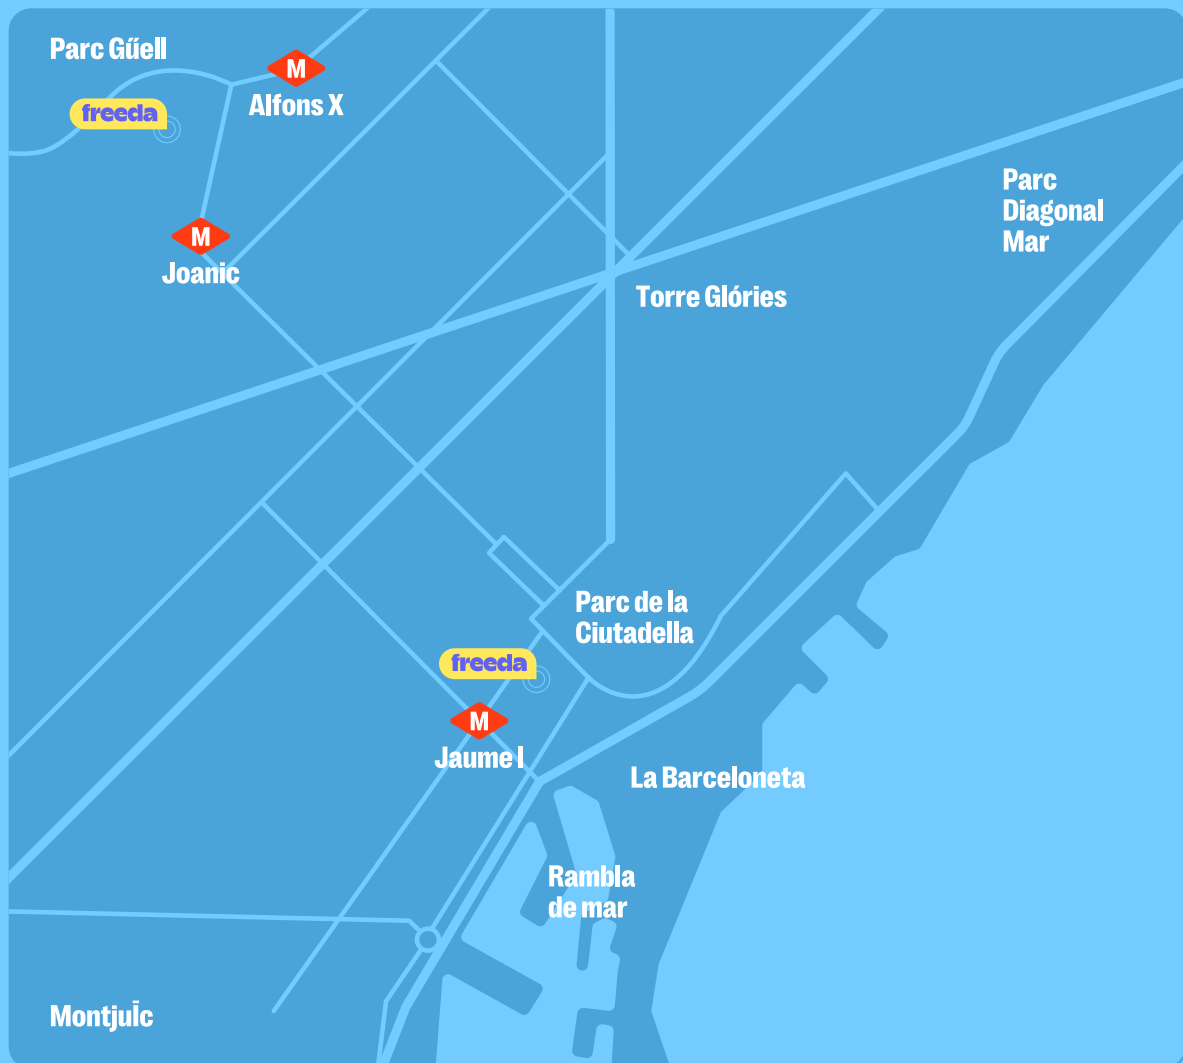 Parc Gűell
M
Alfons X
freeda
Parc
Diagonal
Mar
M
Joanic
Torre Glóries
Parc de la
Ciutadella
freeda
M
Jaume I
La Barceloneta
Rambla
de mar
Montjuİc